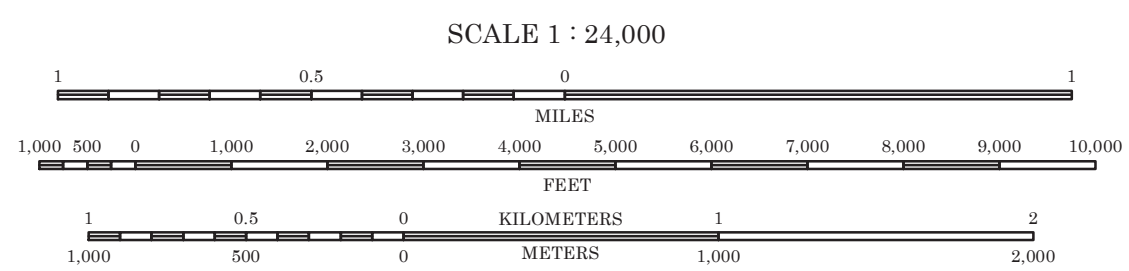 SCALE 1 : 24,000
1 0.5 0 1
MILES
1,000 500 0 1,000 2,000 3,000 4,000 5,000 6,000 7,000 8,000 9,000 10,000
FEET
1 0.5 0 KILOMETERS 1 2
1,000 500 0 METERS 1,000 2,000